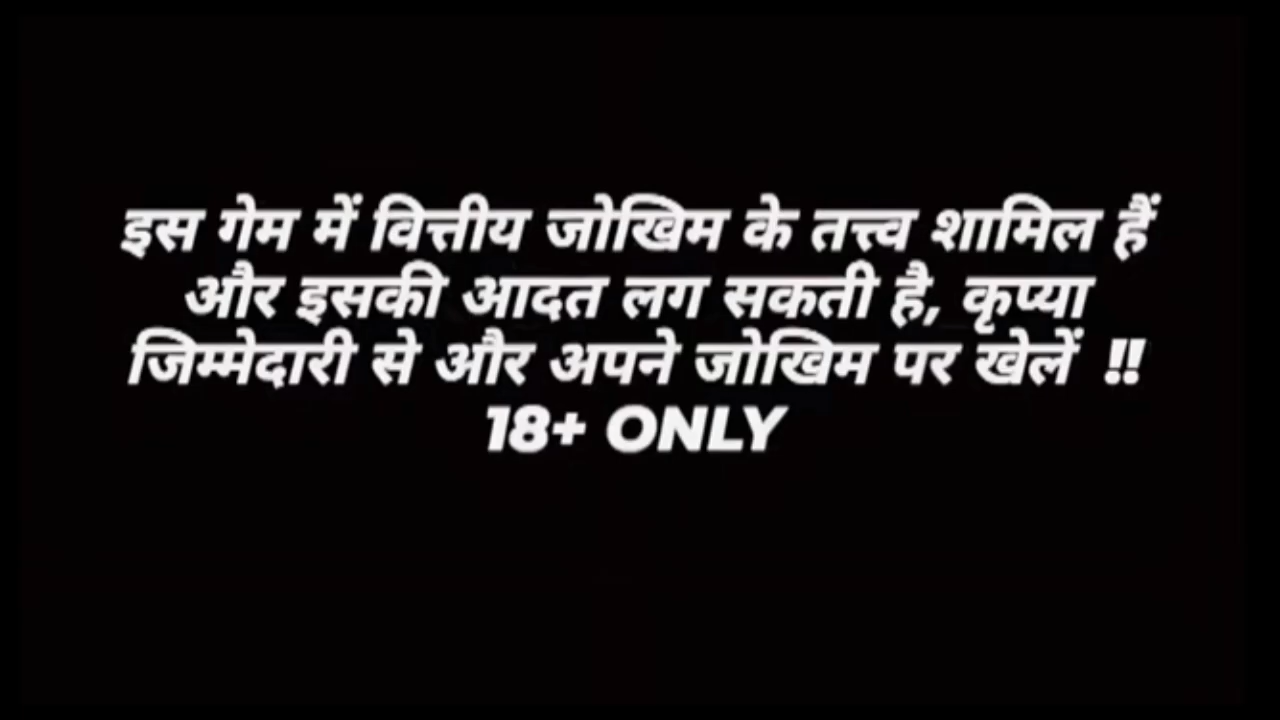 इस गेम में वित्तीय जोखिम के तत्त्व शामिल हैं
और इसकी आदत लग सकती है, कृप्या
जिम्मेदारी से और अपने जोखिम पर खेलें !!
18+ ONLY